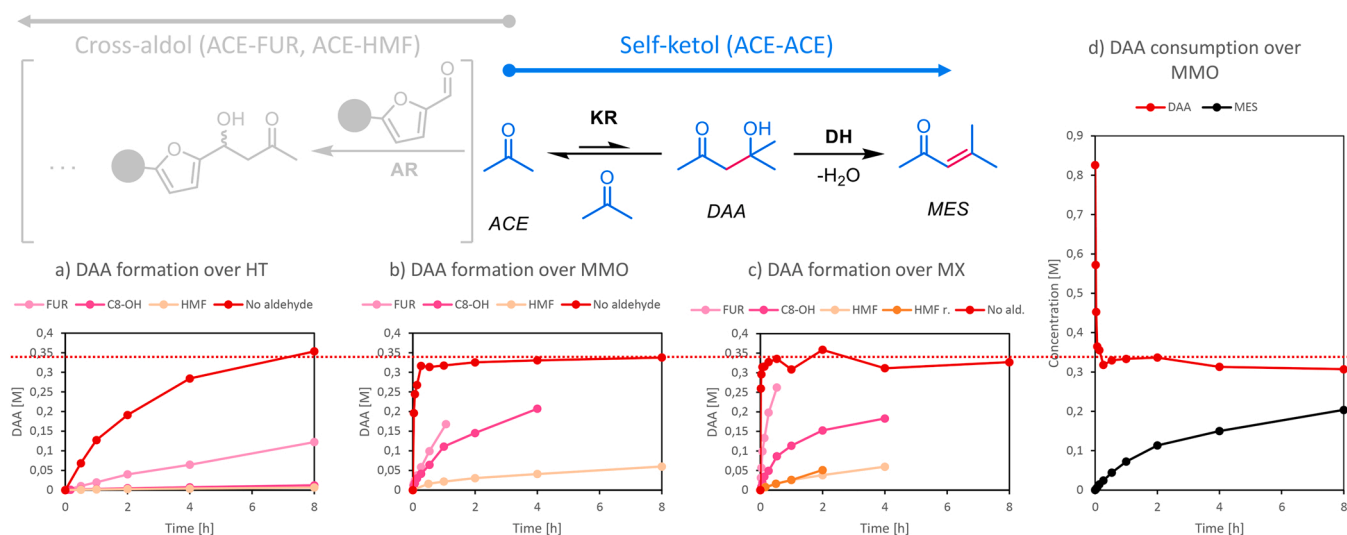 Cross-aldol (ACE-FUR, ACE-HMF)
Self-ketol (ACE-ACE)
OH
O
O
O
O
...
AR
O
ACE
KR
O
O
OH
DAA
DH
-H₂O
O
MES
d) DAA consumption over
MMO
DAA
MES
Concentration [M]
0,9
0,8
0,7
0,6
0,5
0,4
0,3
0,2
0,1
0
0
2
4
6
8
Time [h]
a) DAA formation over HT
FUR
C8-OH
HMF
No aldehyde
DAA [M]
0,4
0,35
0,3
0,25
0,2
0,15
0,1
0,05
0
0
2
4
6
8
Time [h]
b) DAA formation over MMO
FUR
C8-OH
HMF
No aldehyde
DAA [M]
0,4
0,35
0,3
0,25
0,2
0,15
0,1
0,05
0
0
2
4
6
8
Time [h]
c) DAA formation over MX
FUR
C8-OH
HMF
HMF r.
No ald.
DAA [M]
0,4
0,35
0,3
0,25
0,2
0,15
0,1
0,05
0
0
2
4
6
8
Time [h]